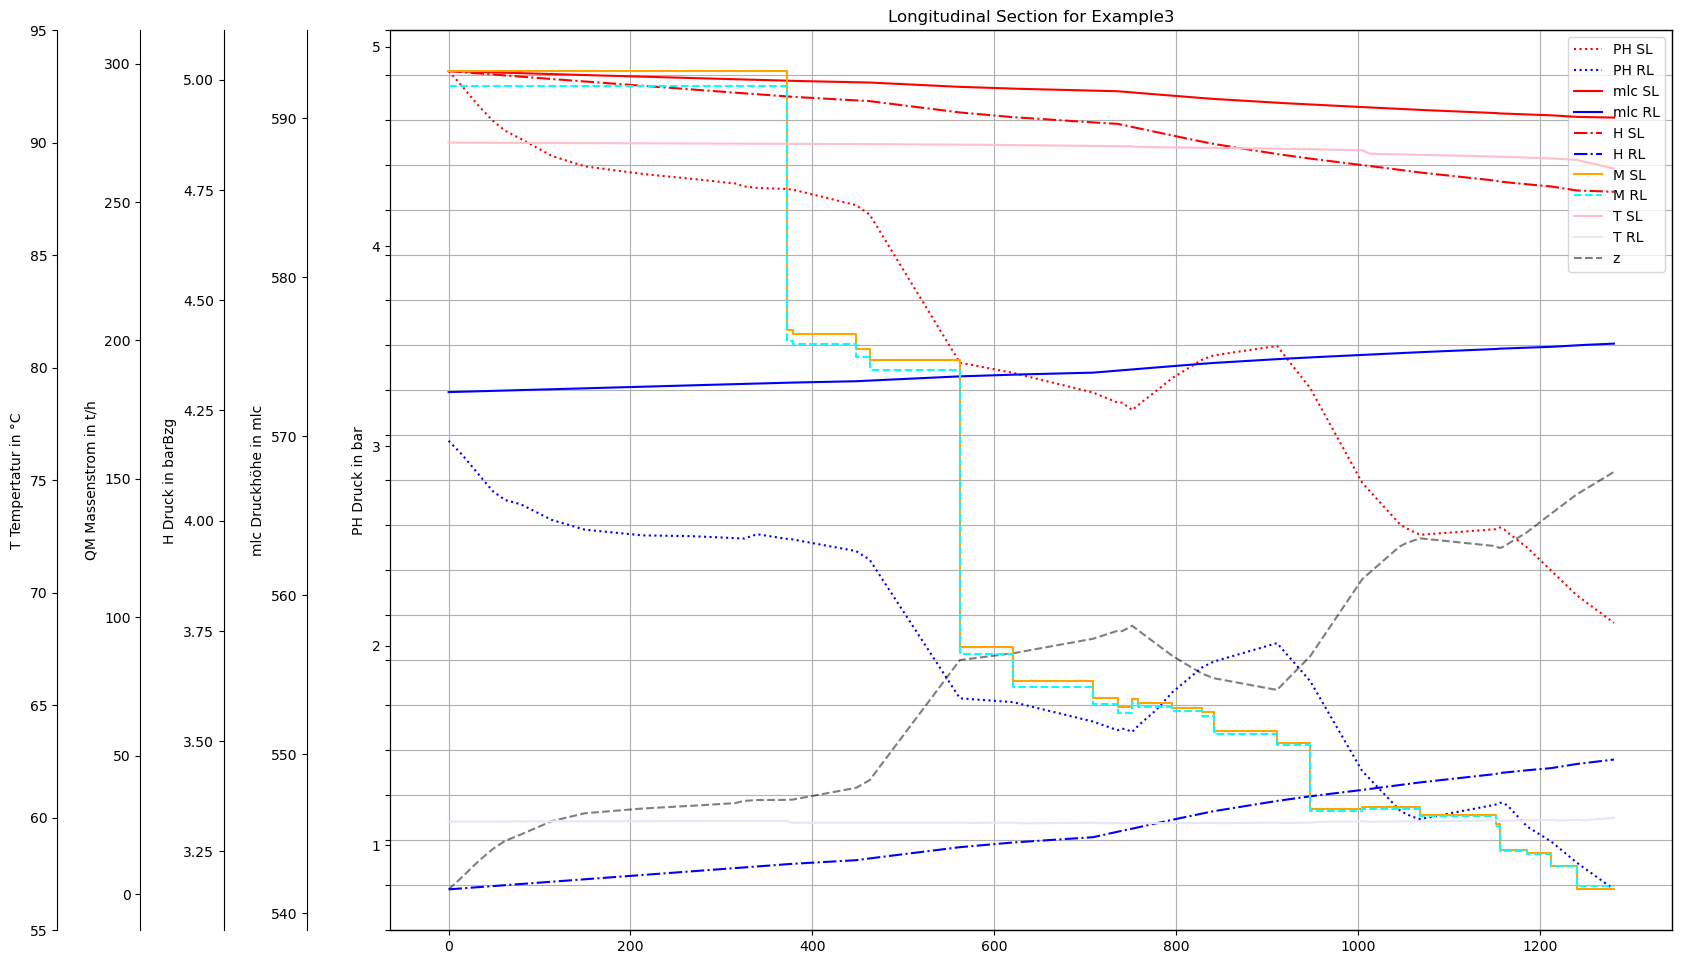 Longitudinal Section for Example3
95
90
85
80
75
70
65
60
55
T Tempertatur in °C
300
250
200
150
100
50
0
QM Massenstrom in t/h
5.00
4.75
4.50
4.25
4.00
3.75
3.50
3.25
H Druck in barBzg
590
580
570
560
550
540
mlc Druckhöhe in mlc
5
4
3
2
1
PH Druck in bar
0
200
400
600
800
1000
1200
PH SL
PH RL
mlc SL
mlc RL
H SL
H RL
M SL
M RL
T SL
T RL
z